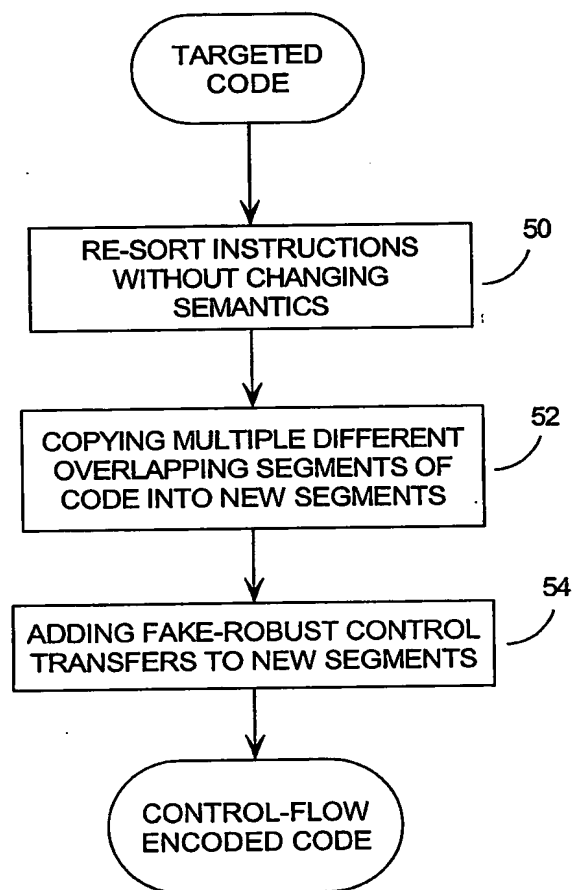 TARGETED
CODE
RE-SORT INSTRUCTIONS
WITHOUT CHANGING
SEMANTICS
50
COPYING MULTIPLE DIFFERENT
OVERLAPPING SEGMENTS OF
CODE INTO NEW SEGMENTS
52
ADDING FAKE-ROBUST CONTROL
TRANSFERS TO NEW SEGMENTS
54
CONTROL-FLOW
ENCODED CODE